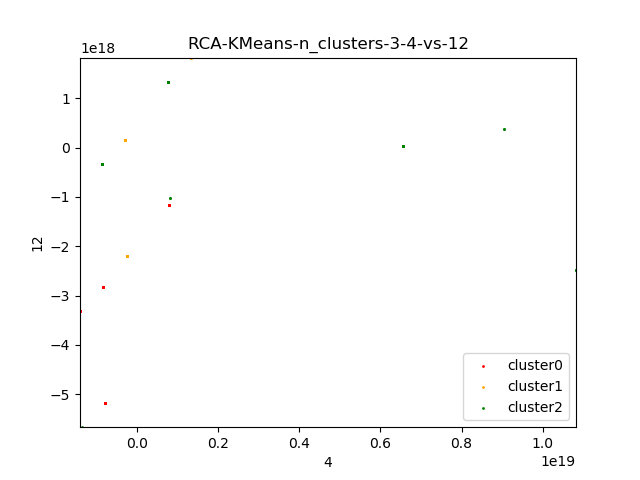 RCA-KMeans-n_clusters-3-4-vs-12
1e18
1
0
−1
−2
−3
−4
−5
12
0.0 0.2 0.4 0.6 0.8 1.0
4
1e19
cluster0
cluster1
cluster2